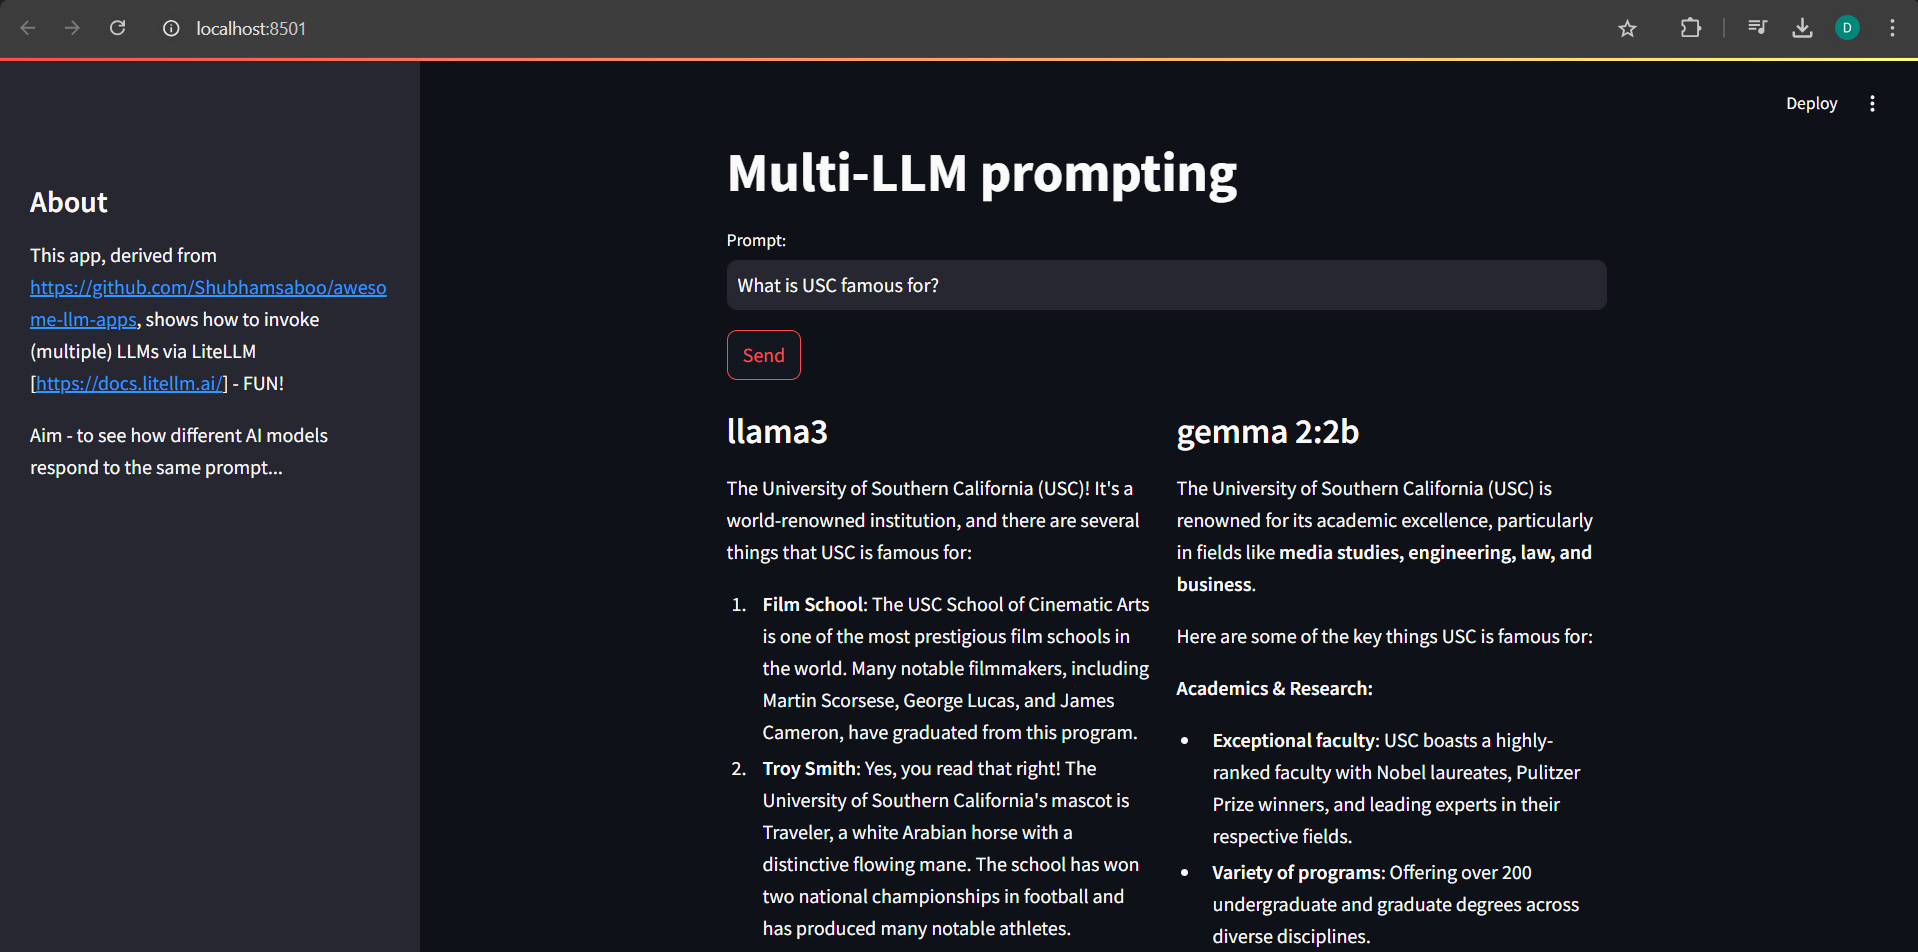 localhost:8501
D
Deploy
About
This app, derived from
https://github.com/Shubhamsaboo/aweso
me-llm-apps, shows how to invoke
(multiple) LLMs via LiteLLM
[https://docs.litellm.ai/] - FUN!
Aim - to see how different AI models
respond to the same prompt...
Multi-LLM prompting
Prompt:
What is USC famous for?
Send
llama3
The University of Southern California (USC)! It's a
world-renowned institution, and there are several
things that USC is famous for:
1. Film School: The USC School of Cinematic Arts
is one of the most prestigious film schools in
the world. Many notable filmmakers, including
Martin Scorsese, George Lucas, and James
Cameron, have graduated from this program.
2. Troy Smith: Yes, you read that right! The
University of Southern California's mascot is
Traveler, a white Arabian horse with a
distinctive flowing mane. The school has won
two national championships in football and
has produced many notable athletes.
gemma 2:2b
The University of Southern California (USC) is
renowned for its academic excellence, particularly
in fields like media studies, engineering, law, and
business.
Here are some of the key things USC is famous for:
Academics & Research:
• Exceptional faculty: USC boasts a highly-
ranked faculty with Nobel laureates, Pulitzer
Prize winners, and leading experts in their
respective fields.
• Variety of programs: Offering over 200
undergraduate and graduate degrees across
diverse disciplines.